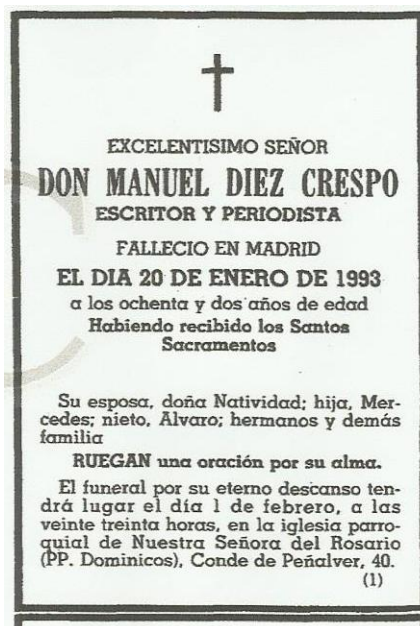 EXCELENTISIMO SEÑOR
DON MANUEL DIEZ CRESPO
ESCRITOR Y PERIODISTA
FALLECIO EN MADRID
EL DIA 20 DE ENERO DE 1993
a los ochenta y dos años de edad
Habiendo recibido los Santos
Sacramentos
Su esposa, doña Natividad; hija, Mer-
cedes; nieto, Alvaro; hermanos y demás
familia
RUEGAN una oración por su alma.
El funeral por su eterno descanso ten-
drá lugar el día 1 de febrero, a las
veinte treinta horas, en la iglesia parro-
quial de Nuestra Señora del Rosario
(PP. Dominicos), Conde de Peñalver, 40.
(1)